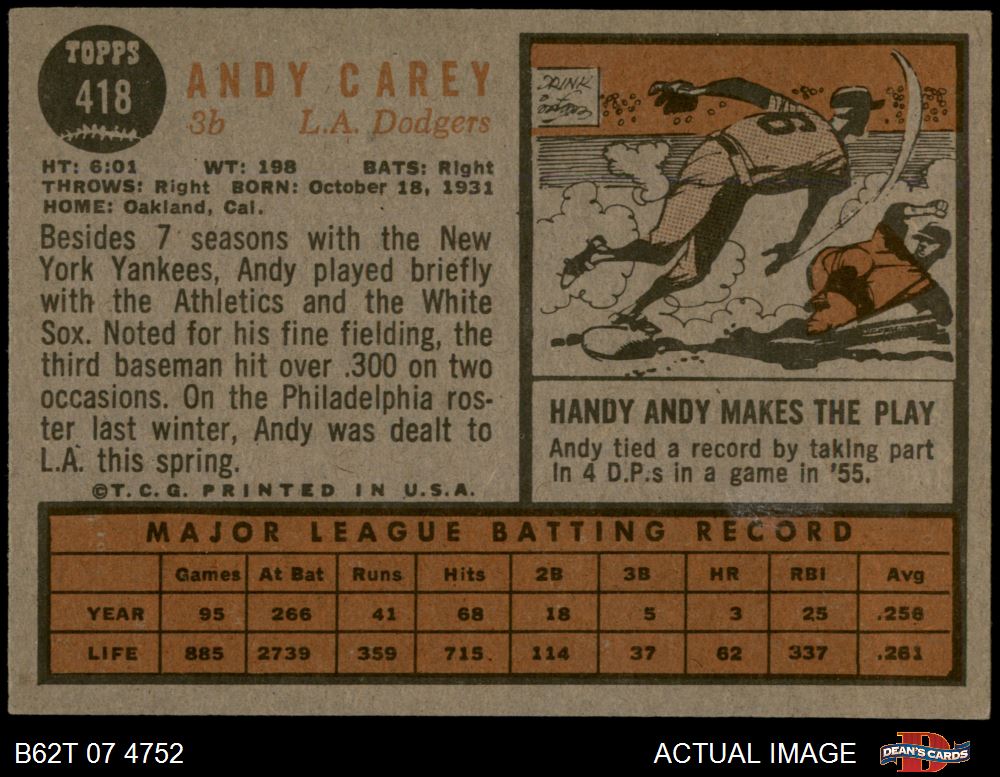 TOPPS
418
ANDY CAREY
3b L.A. Dodgers
HT: 6:01 WT: 198 BATS: Right
THROWS: Right BORN: October 18, 1931
HOME: Oakland, Cal.
Besides 7 seasons with the New
York Yankees, Andy played briefly
with the Athletics and the White
Sox. Noted for his fine fielding, the
third baseman hit over .300 on two
occasions. On the Philadelphia ros-
ter last winter, Andy was dealt to
L.A. this spring.
©T.C.G. PRINTED IN U.S.A.
DRINK
6
HANDY ANDY MAKES THE PLAY
Andy tied a record by taking part
in 4 D.P.s in a game in '55.
MAJOR LEAGUE BATTING RECORD
Games At Bat Runs Hits 2B 3B HR RBI Avg
YEAR 95 266 41 68 18 5 3 25 .256
LIFE 885 2739 359 715 114 37 62 337 .261
B62T 07 4752 ACTUAL IMAGE DEAN'S CARDS